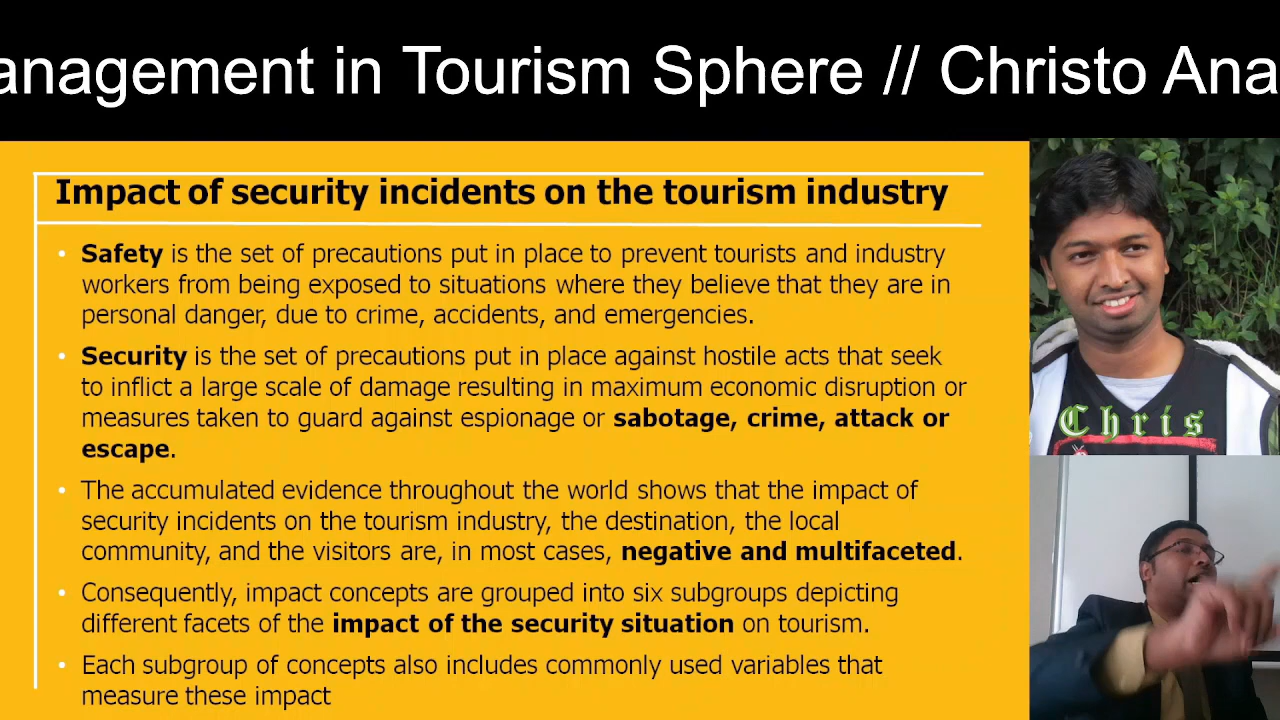 anagement in Tourism Sphere // Christo Ana
Impact of security incidents on the tourism industry
• Safety is the set of precautions put in place to prevent tourists and industry
workers from being exposed to situations where they believe that they are in
personal danger, due to crime, accidents, and emergencies.
• Security is the set of precautions put in place against hostile acts that seek
to inflict a large scale of damage resulting in maximum economic disruption or
measures taken to guard against espionage or sabotage, crime, attack or
escape.
• The accumulated evidence throughout the world shows that the impact of
security incidents on the tourism industry, the destination, the local
community, and the visitors are, in most cases, negative and multifaceted.
• Consequently, impact concepts are grouped into six subgroups depicting
different facets of the impact of the security situation on tourism.
• Each subgroup of concepts also includes commonly used variables that
measure these impact
Chris